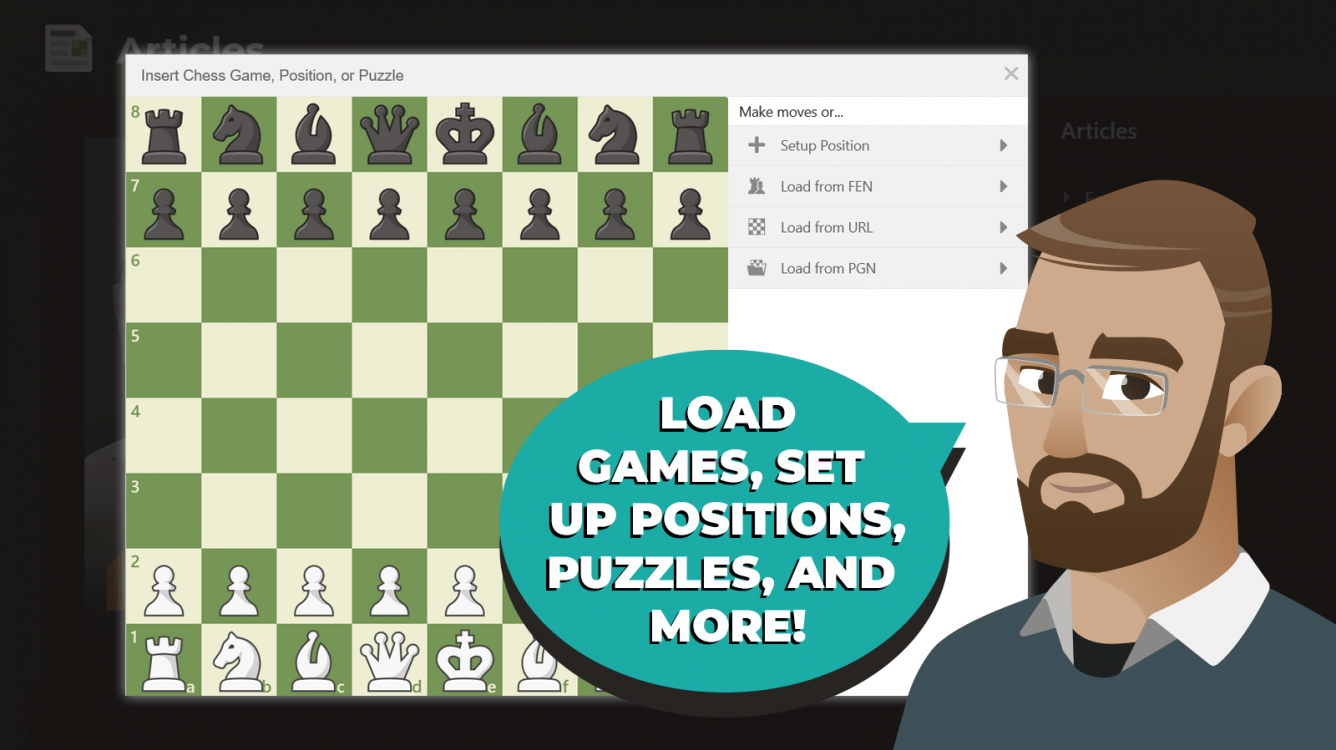 Articles
Insert Chess Game, Position, or Puzzle
8
Make moves or...
Setup Position
Load from FEN
Load from URL
Load from PGN
Articles
7
6
5
4
3
2
1
a b c d e f
LOAD
GAMES, SET
UP POSITIONS,
PUZZLES, AND
MORE!